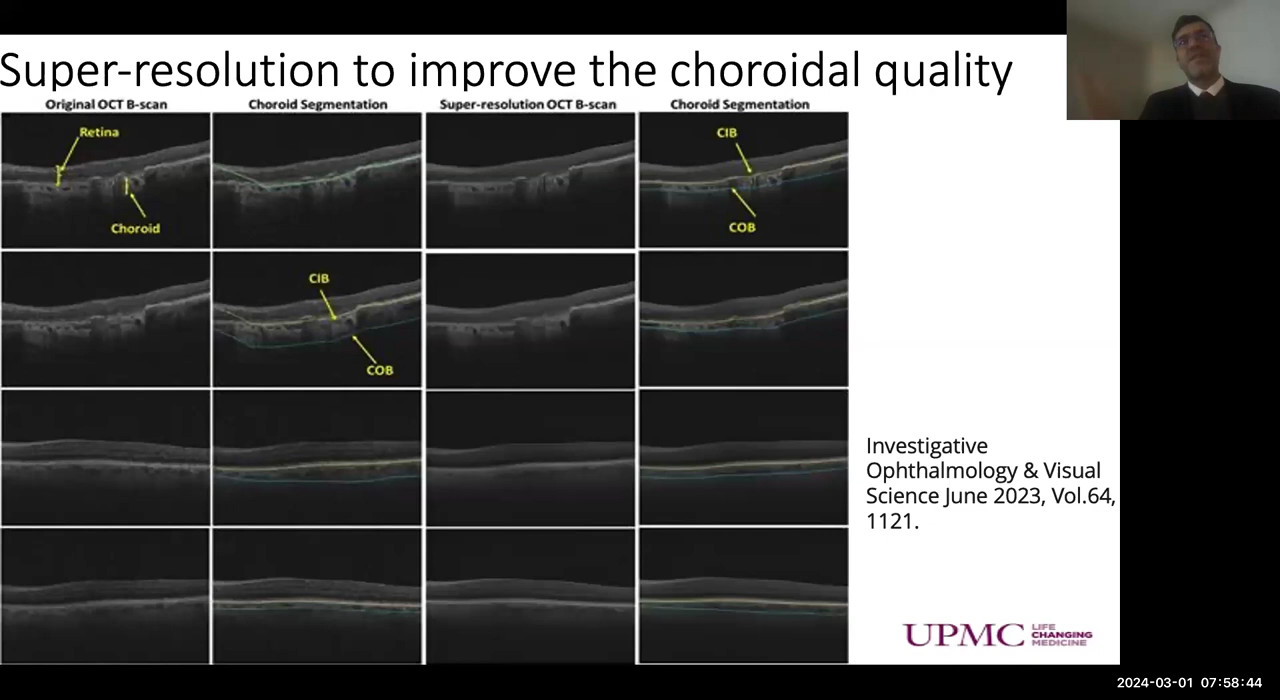 Super-resolution to improve the choroidal quality
Original OCT B-scan
Choroid Segmentation
Super-resolution OCT B-scan
Choroid Segmentation
Retina
Choroid
CIB
COB
CIB
COB
Investigative
Ophthalmology & Visual
Science June 2023, Vol.64,
1121.
UPMC LIFE
CHANGING
MEDICINE
2024-03-01 07:58:44